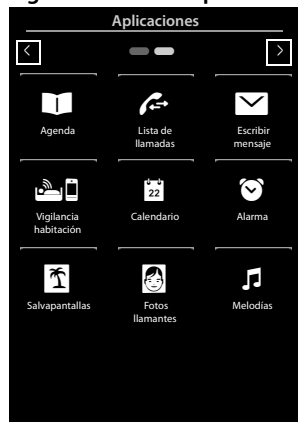 Aplicaciones
Agenda
Lista de
llamadas
Escribir
mensaje
Vigilancia
habitación
22
Calendario
Alarma
Salvapantallas
Fotos
llamantes
Melodías